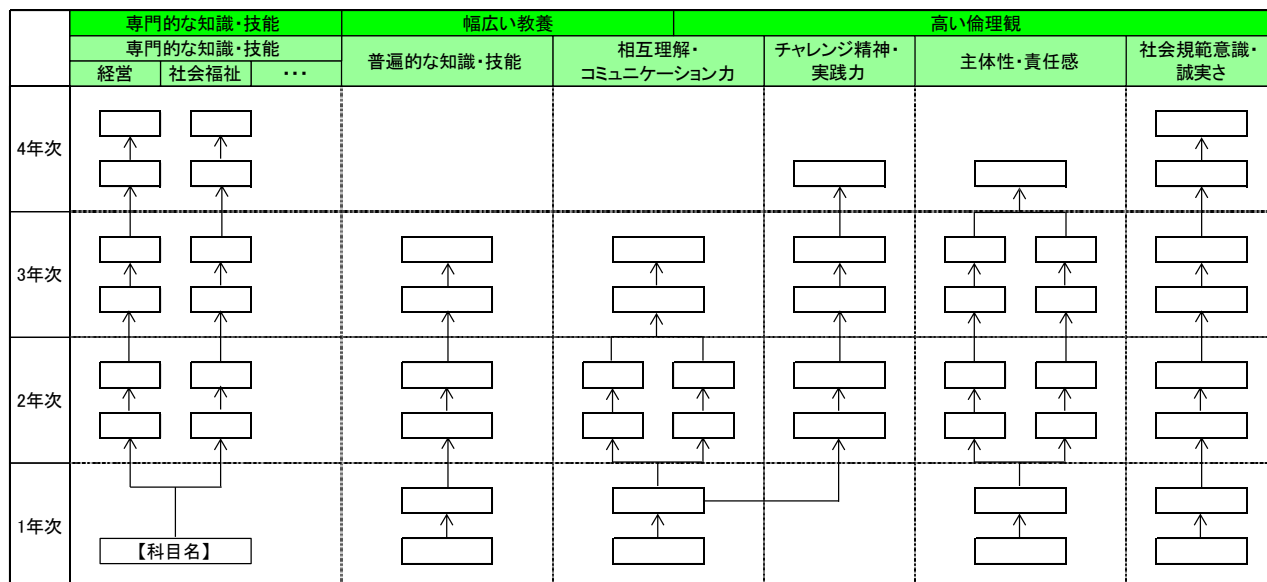 専門的な知識・技能
幅広い教養
高い倫理観
専門的な知識・技能
経営
社会福祉
・・・
普遍的な知識・技能
相互理解・
コミュニケーション力
チャレンジ精神・
実践力
主体性・責任感
社会規範意識・
誠実さ
4年次
3年次
2年次
1年次
【科目名】